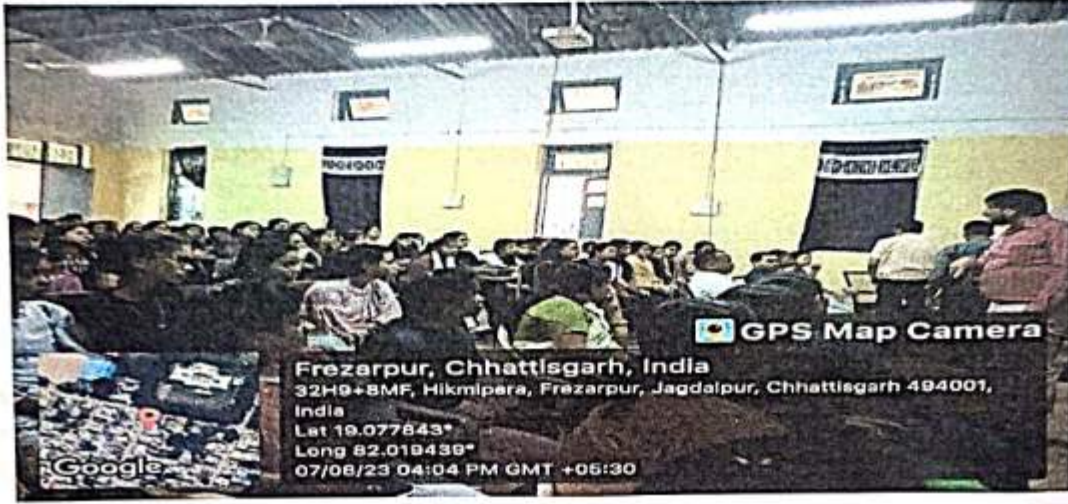 GPS Map Camera
Frezarpur, Chhattisgarh, India
32H9+8MF, Hikmipara, Frezarpur, Jagdalpur, Chhattisgarh 494001,
India
Lat 19.077843°
Long 82.019439°
07/08/23 04:04 PM GMT +05:30
Google